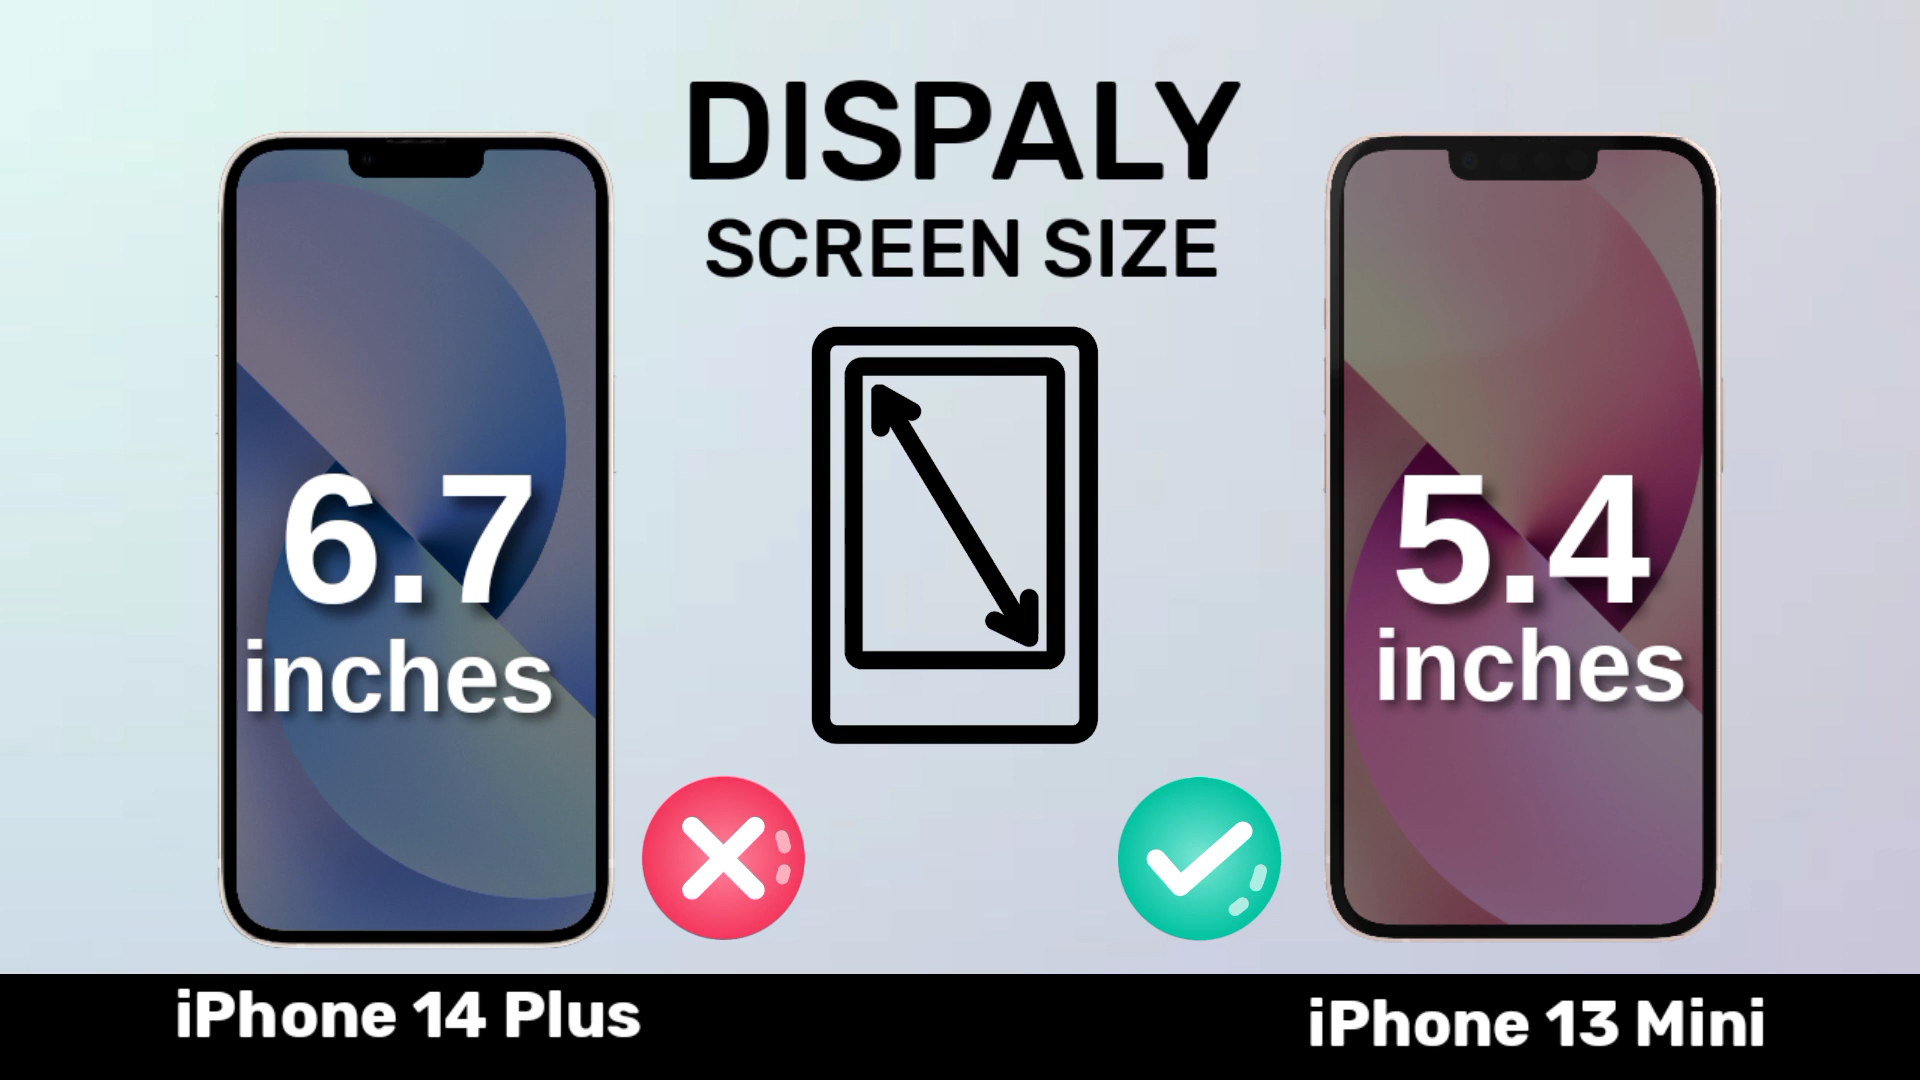 DISPALY
SCREEN SIZE
6.7
inches
5.4
inches
iPhone 14 Plus
iPhone 13 Mini